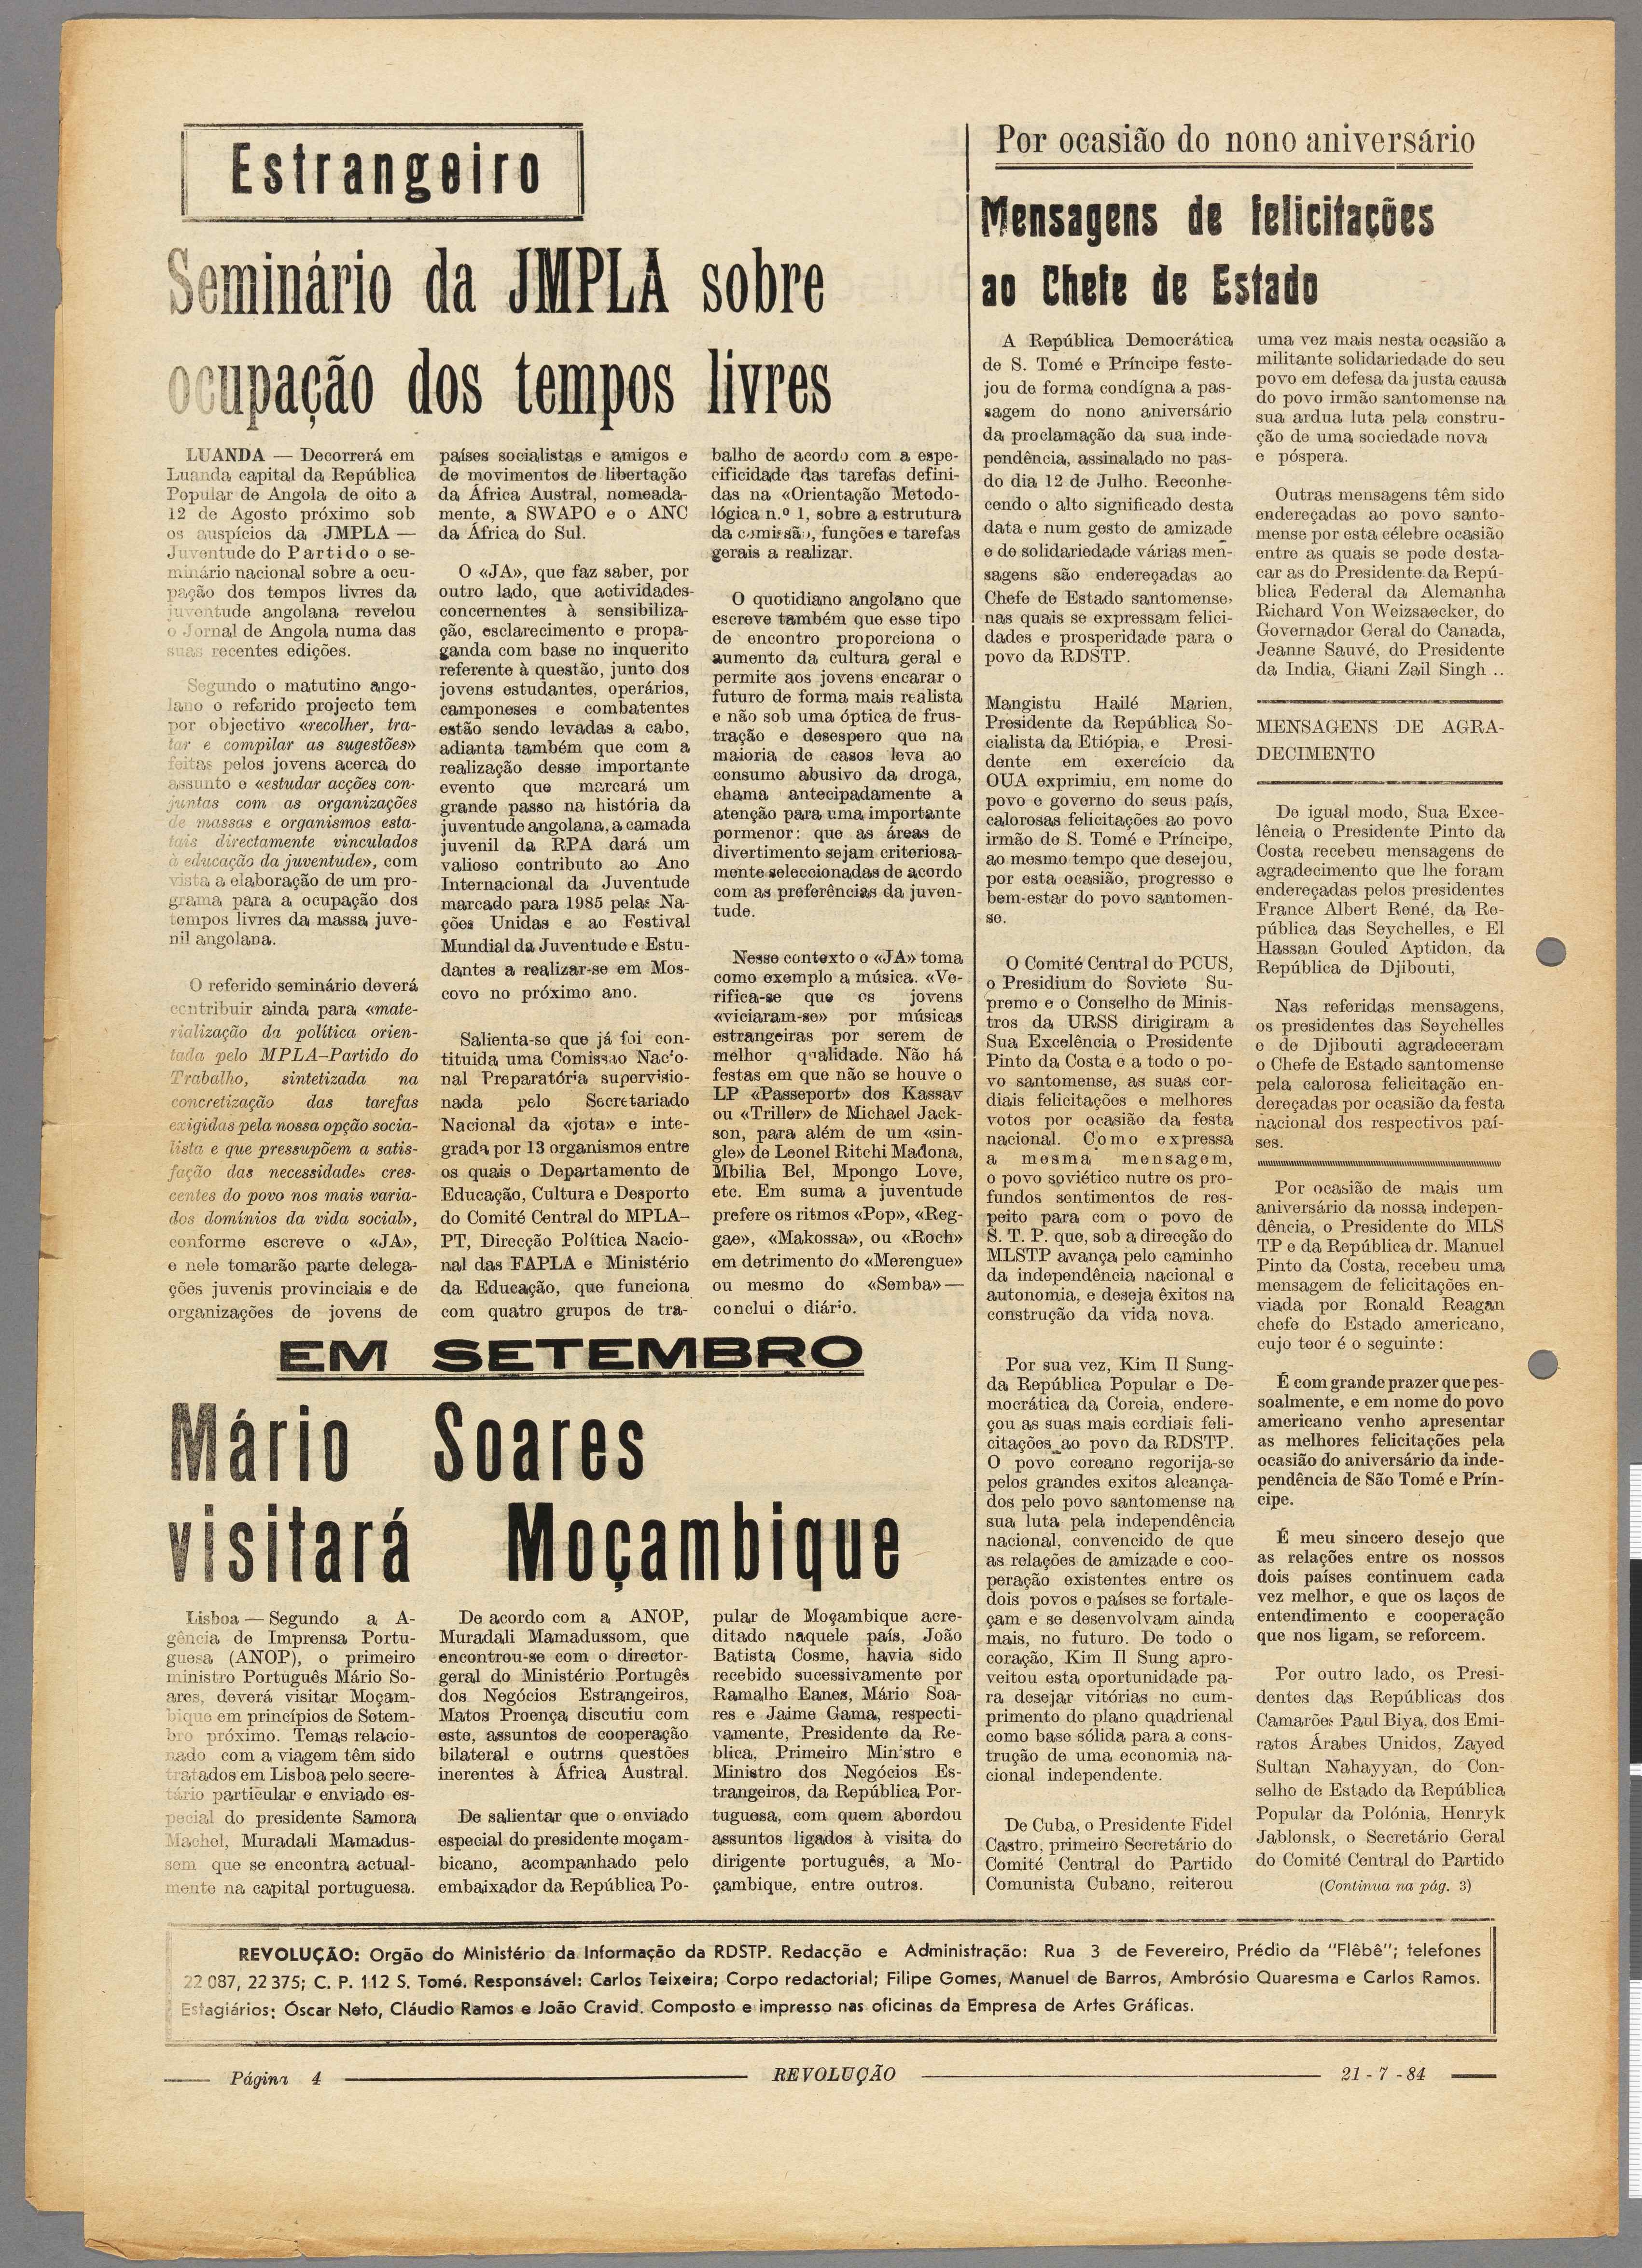 Estrangeiro
Seminário da JMPLA sobre
ocupação dos tempos livres
LUANDA — Decorrerá em
Luanda capital da República
Popular de Angola de oito a
12 de Agosto próximo sob
os auspícios da JMPLA —
Juventude do Partido o se-
minário nacional sobre a ocu-
pação dos tempos livres da
juventude angolana revelou
o Jornal de Angola numa das
suas recentes edições.
Segundo o matutino ango-
lano o referido projecto tem
por objectivo «recolher, tra-
tar e compilar as sugestões»
feitas pelos jovens acerca do
assunto e «estudar acções con-
juntas com as organizações
de massas e organismos esta-
tais directamente vinculados
à educação da juventude», com
vista a elaboração de um pro-
grama para a ocupação dos
tempos livres da massa juve-
nil angolana.
O referido seminário deverá
contribuir ainda para «mate-
rialização da política orien-
tada pelo MPLA-Partido do
Trabalho, sintetizada na
concretização das tarefas
exigidas pela nossa opção socia-
lista e que pressupõem a satis-
fação das necessidades cres-
centes do povo nos mais varia-
dos domínios da vida social»,
conforme escreve o «JA»,
e nele tomarão parte delega-
ções juvenis provinciais e de
organizações de jovens de
países socialistas e amigos e
de movimentos de libertação
da África Austral, nomeada-
mente, a SWAPO e o ANC
da África do Sul.
O «JA», que faz saber, por
outro lado, que actividades
concernentes à sensibiliza-
ção, esclarecimento e propa-
ganda com base no inquerito
referente à questão, junto dos
jovens estudantes, operários,
camponeses e combatentes
estão sendo levadas a cabo,
adianta também que com a
realização desse importante
evento que marcará um
grande passo na história da
juventude angolana, a camada
juvenil da RPA dará um
valioso contributo ao Ano
Internacional da Juventude
marcado para 1985 pelas Na-
ções Unidas e ao Festival
Mundial da Juventude e Estu-
dantes a realizar-se em Mos-
covo no próximo ano.
Salienta-se que já foi con-
tituida uma Comissão Nacio-
nal Preparatória supervisio-
nada pelo Secretariado
Nacional da «jota» e inte-
grada por 13 organismos entre
os quais o Departamento de
Educação, Cultura e Desporto
do Comité Central do MPLA-
PT, Direcção Política Nacio-
nal das FAPLA e Ministério
da Educação, que funciona
com quatro grupos de tra-
balho de acordo com a espe-
cificidade das tarefas defini-
das na «Orientação Metodo-
lógica n.º 1, sobre a estrutura
da comissão, funções e tarefas
gerais a realizar.
O quotidiano angolano que
escreve também que esse tipo
de encontro proporciona o
aumento da cultura geral e
permite aos jovens encarar o
futuro de forma mais realista
e não sob uma óptica de frus-
tração e desespero que na
maioria de casos leva ao
consumo abusivo da droga,
chama antecipadamente a
atenção para uma importante
pormenor: que as áreas de
divertimento sejam criteriosa-
mente seleccionadas de acordo
com as preferências da juven-
tude.
Nesse contexto o «JA» toma
como exemplo a música. «Ve-
rifica-se que os jovens
«viciaram-se» por músicas
estrangeiras por serem de
melhor qualidade. Não há
festas em que não se houve o
LP «Passeport» dos Kassav
ou «Triller» de Michael Jack-
son, para além de um «sin-
gle» de Leonel Ritchi Madona,
Mbilia Bel, Mpongo Love,
etc. Em suma a juventude
prefere os ritmos «Pop», «Reg-
gae», «Makossa», ou «Roch»
em detrimento do «Merengue»
ou mesmo do «Semba» —
conclui o diário.
EM SETEMBRO
Mário Soares
visitará Moçambique
Lisboa — Segundo a A-
gência de Imprensa Portu-
guesa (ANOP), o primeiro
ministro Português Mário So-
ares, deverá visitar Moçam-
bique em princípios de Setem-
bro próximo. Temas relacio-
nado com a viagem têm sido
tratados em Lisboa pelo secre-
tário particular e enviado es-
pecial do presidente Samora
Machel, Muradali Mamadus-
som que se encontra actual-
mente na capital portuguesa.
De acordo com a ANOP,
Muradali Mamadussom, que
encontrou-se com o director-
geral do Ministério Portugês
dos Negócios Estrangeiros,
Matos Proença discutiu com
este, assuntos de cooperação
bilateral e outrns questões
inerentes à África Austral.
De salientar que o enviado
especial do presidente moçam-
bicano, acompanhado pelo
embaixador da República Po-
pular de Moçambique acre-
ditado naquele país, João
Batista Cosme, havia sido
recebido sucessivamente por
Ramalho Eanes, Mário Soa-
res e Jaime Gama, respecti-
vamente, Presidente da Re-
blica, Primeiro Ministro e
Ministro dos Negócios Es-
trangeiros, da República Por-
tuguesa, com quem abordou
assuntos ligados à visita do
dirigente português, a Mo-
çambique, entre outros.
Por ocasião do nono aniversário
Mensagens de felicitações
ao Chefe de Estado
A República Democrática
de S. Tomé e Príncipe feste-
jou de forma condígna a pas-
sagem do nono aniversário
da proclamação da sua inde-
pendência, assinalado no pas-
do dia 12 de Julho. Reconhe-
cendo o alto significado desta
data e num gesto de amizade
e de solidariedade várias men-
sagens são endereçadas ao
Chefe de Estado santomense,
nas quais se expressam felici-
dades e prosperidade para o
povo da RDSTP.
Mangistu Hailé Marien,
Presidente da República So-
cialista da Etiópia, e Presi-
dente em exercício da
OUA exprimiu, em nome do
povo e governo do seus país,
calorosas felicitações ao povo
irmão de S. Tomé e Príncipe,
ao mesmo tempo que desejou,
por esta ocasião, progresso e
bem-estar do povo santomen-
se.
O Comité Central do PCUS,
o Presidium do Soviete Su-
premo e o Conselho de Minis-
tros da URSS dirigiram a
Sua Excelência o Presidente
Pinto da Costa e a todo o po-
vo santomense, as suas cor-
diais felicitações e melhores
votos por ocasião da festa
nacional. Como expressa
a mesma mensagem,
o povo soviético nutre os pro-
fundos sentimentos de res-
peito para com o povo de
S. T. P. que, sob a direcção do
MLSTP avança pelo caminho
da independência nacional e
autonomia, e deseja êxitos na
construção da vida nova.
Por sua vez, Kim Il Sung-
da República Popular e De-
mocrática da Coreia, endere-
çou as suas mais cordiais feli-
citações ao povo da RDSTP.
O povo coreano regorija-se
pelos grandes exitos alcança-
dos pelo povo santomense na
sua luta pela independência
nacional, convencido de que
as relações de amizade e coo-
peração existentes entre os
dois povos e países se fortale-
çam e se desenvolvam ainda
mais, no futuro. De todo o
coração, Kim Il Sung apro-
veitou esta oportunidade pa-
ra desejar vitórias no cum-
primento do plano quadrienal
como base sólida para a cons-
trução de uma economia na-
cional independente.
De Cuba, o Presidente Fidel
Castro, primeiro Secretário do
Comité Central do Partido
Comunista Cubano, reiterou
uma vez mais nesta ocasião a
militante solidariedade do seu
povo em defesa da justa causa
do povo irmão santomense na
sua ardua luta pela constru-
ção de uma sociedade nova
e póspera.
Outras mensagens têm sido
endereçadas ao povo santo-
mense por esta célebre ocasião
entre as quais se pode desta-
car as do Presidente da Repú-
blica Federal da Alemanha
Richard Von Weizsaecker, do
Governador Geral do Canada,
Jeanne Sauvé, do Presidente
da India, Giani Zail Singh ..
MENSAGENS DE AGRA-
DECIMENTO
De igual modo, Sua Exce-
lência o Presidente Pinto da
Costa recebeu mensagens de
agradecimento que lhe foram
endereçadas pelos presidentes
France Albert René, da Re-
pública das Seychelles, e El
Hassan Gouled Aptidon, da
República de Djibouti,
Nas referidas mensagens,
os presidentes das Seychelles
e de Djibouti agradeceram
o Chefe de Estado santomense
pela calorosa felicitação en-
dereçadas por ocasião da festa
nacional dos respectivos paí-
ses.
Por ocasião de mais um
aniversário da nossa indepen-
dência, o Presidente do MLS
TP e da República dr. Manuel
Pinto da Costa, recebeu uma
mensagem de felicitações en-
viada por Ronald Reagan
chefe do Estado americano,
cujo teor é o seguinte:
É com grande prazer que pes-
soalmente, e em nome do povo
americano venho apresentar
as melhores felicitações pela
ocasião do aniversário da inde-
pendência de São Tomé e Prín-
cipe.
É meu sincero desejo que
as relações entre os nossos
dois países continuem cada
vez melhor, e que os laços de
entendimento e cooperação
que nos ligam, se reforcem.
Por outro lado, os Presi-
dentes das Repúblicas dos
Camarões Paul Biya, dos Emi-
ratos Árabes Unidos, Zayed
Sultan Nahayyan, do Con-
selho de Estado da República
Popular da Polónia, Henryk
Jablonsk, o Secretário Geral
do Comité Central do Partido
(Continua na pág. 3)
REVOLUÇÃO: Orgão do Ministério da Informação da RDSTP. Redacção e Administração: Rua 3 de Fevereiro, Prédio da "Flêbê"; telefones
22 087, 22 375; C. P. 112 S. Tomé. Responsável: Carlos Teixeira; Corpo redactorial; Filipe Gomes, Manuel de Barros, Ambrósio Quaresma e Carlos Ramos.
Estagiários: Óscar Neto, Cláudio Ramos e João Cravid. Composto e impresso nas oficinas da Empresa de Artes Gráficas.
Página 4
REVOLUÇÃO
21 - 7 - 84